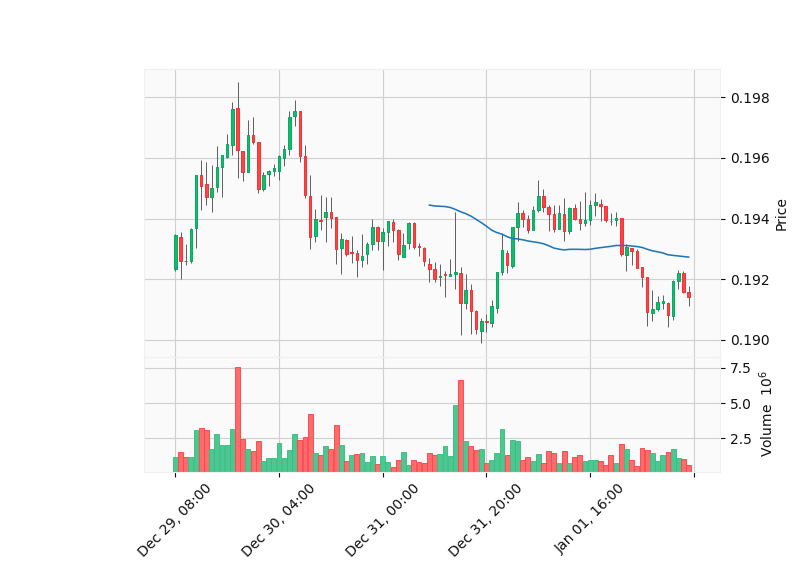 0.198
0.196
0.194
0.192
0.190
Price
7.5
5.0
2.5
Volume 10^6
Dec 29, 08:00
Dec 30, 04:00
Dec 31, 00:00
Dec 31, 20:00
Jan 01, 16:00